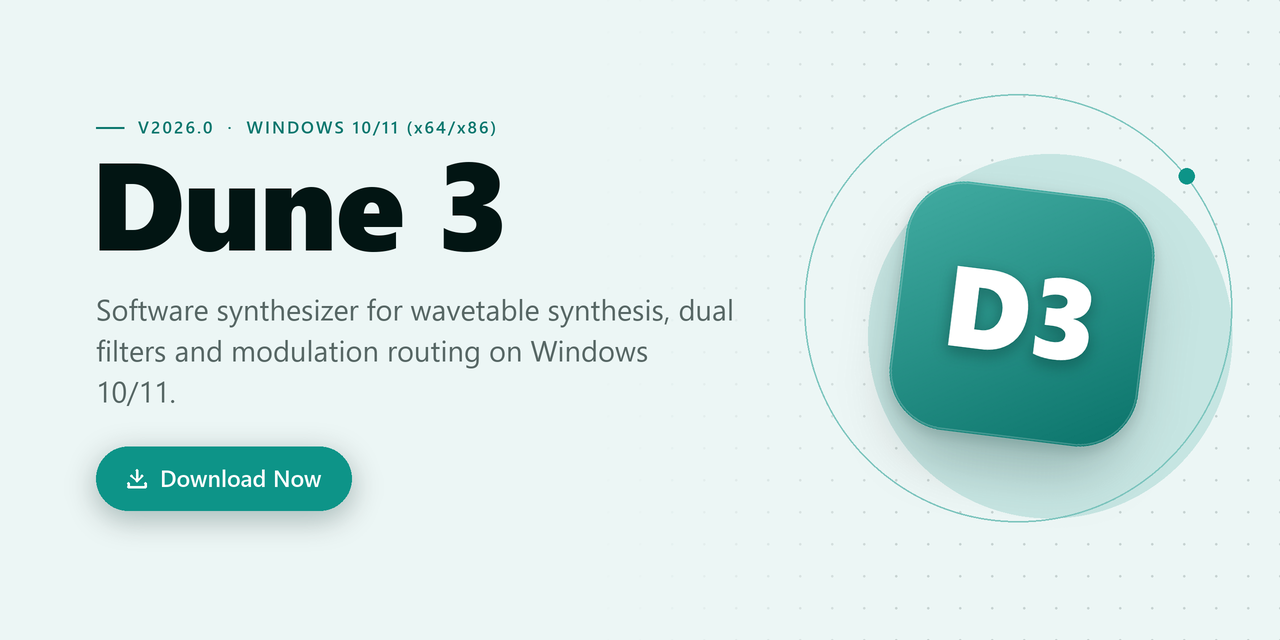 V2026.0 · WINDOWS 10/11 (x64/x86)
Dune 3
Software synthesizer for wavetable synthesis, dual
filters and modulation routing on Windows
10/11.
Download Now
D3